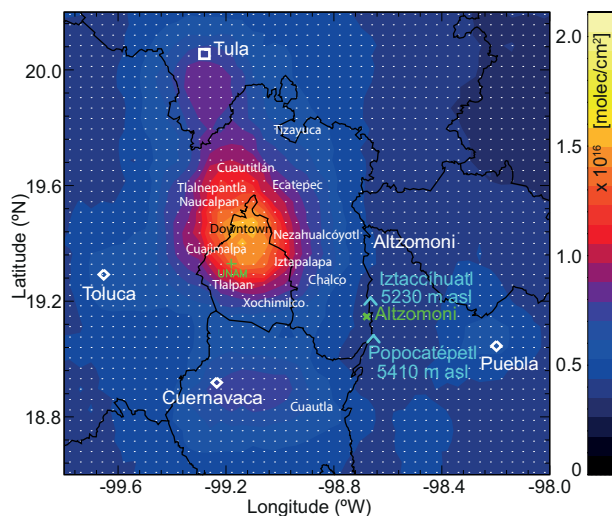 Tula
Tizayuca
Cuautitlán
Tlalnepantla
Ecatepec
Naucalpan
Downtown
Nezahualcóyotl
Altzomoni
Cuajimalpa
Iztapalapa
UNAM
Tlalpan
Chalco
Xochimilco
Iztaccíhuatl
5230 m asl
Altzomoni
Toluca
Popocatépetl
5410 m asl
Puebla
Cuernavaca
Cuautla
20.0
19.6
19.2
18.8
Latitude (ºN)
-99.6
-99.2
-98.8
-98.4
-98.0
Longitude (ºW)
2.0
1.5
1.0
0.5
0
x 10¹⁶ [molec/cm²]